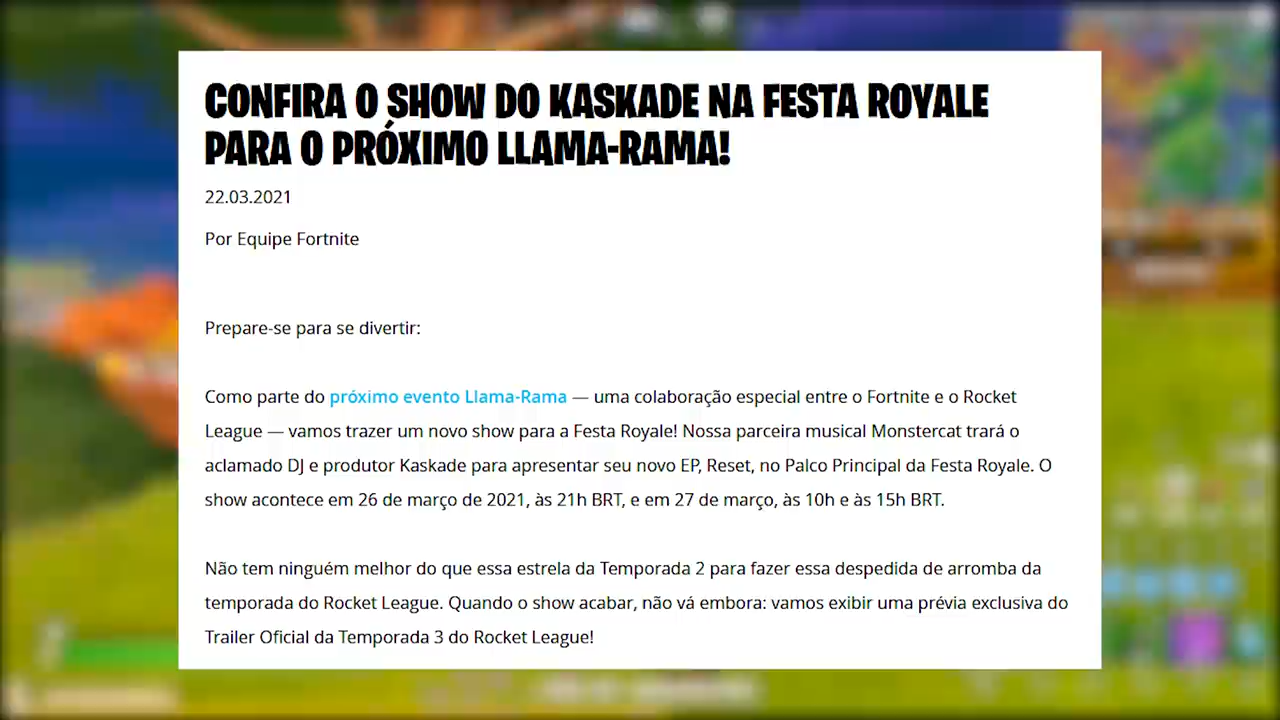 CONFIRA O SHOW DO KASKADE NA FESTA ROYALE
PARA O PRÓXIMO LLAMA-RAMA!
22.03.2021
Por Equipe Fortnite
Prepare-se para se divertir:
Como parte do próximo evento Llama-Rama — uma colaboração especial entre o Fortnite e o Rocket
League — vamos trazer um novo show para a Festa Royale! Nossa parceira musical Monstercat trará o
aclamado DJ e produtor Kaskade para apresentar seu novo EP, Reset, no Palco Principal da Festa Royale. O
show acontece em 26 de março de 2021, às 21h BRT, e em 27 de março, às 10h e às 15h BRT.
Não tem ninguém melhor do que essa estrela da Temporada 2 para fazer essa despedida de arromba da
temporada do Rocket League. Quando o show acabar, não vá embora: vamos exibir uma prévia exclusiva do
Trailer Oficial da Temporada 3 do Rocket League!